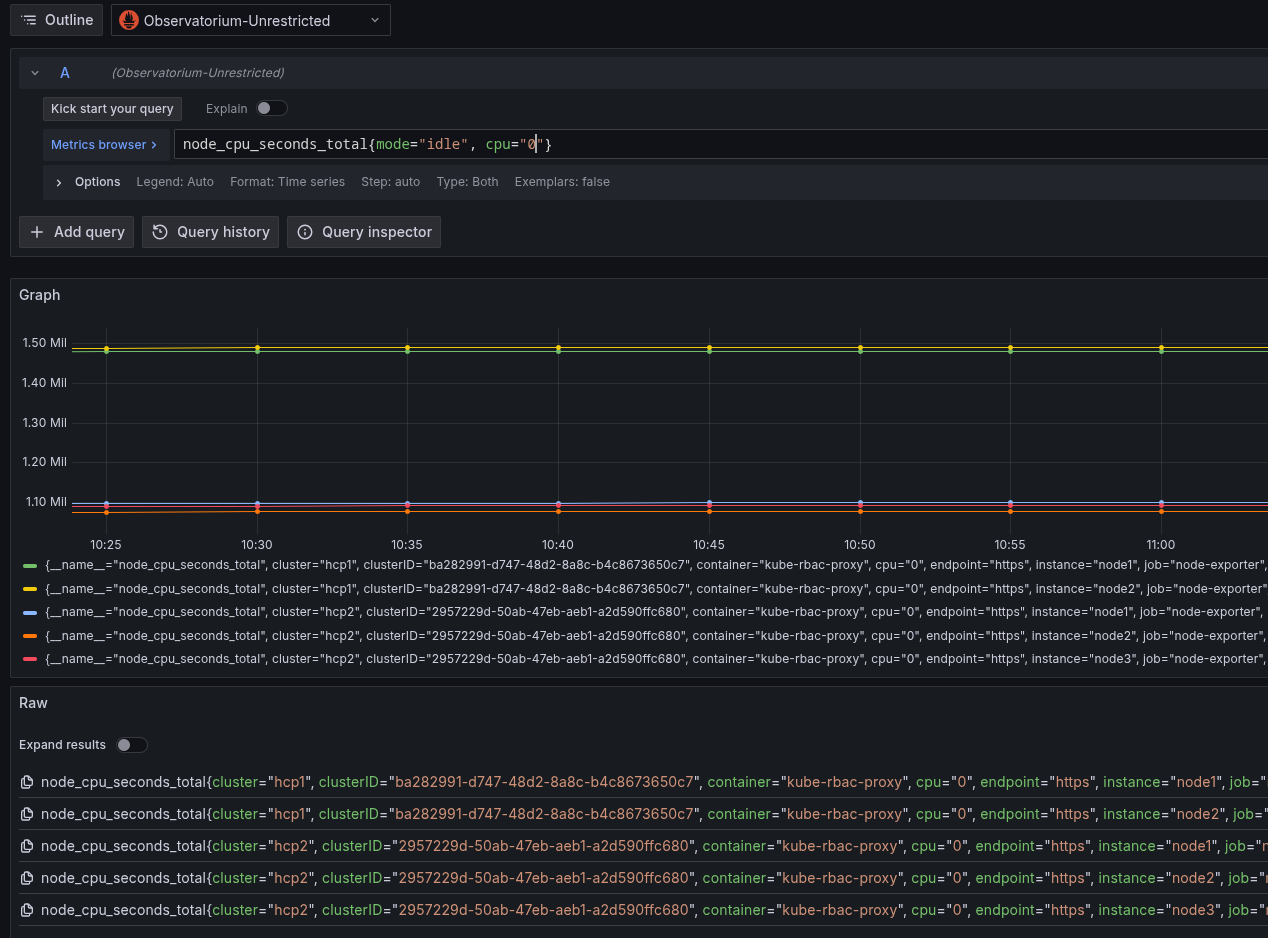 Outline
Observatorium-Unrestricted
A (Observatorium-Unrestricted)
Kick start your query Explain
Metrics browser > node_cpu_seconds_total{mode="idle", cpu="0"}
Options Legend: Auto Format: Time series Step: auto Type: Both Exemplars: false
+ Add query Query history Query inspector
Graph
1.50 Mil
1.40 Mil
1.30 Mil
1.20 Mil
1.10 Mil
10:25 10:30 10:35 10:40 10:45 10:50 10:55 11:00
{__name__="node_cpu_seconds_total", cluster="hcp1", clusterID="ba282991-d747-48d2-8a8c-b4c8673650c7", container="kube-rbac-proxy", cpu="0", endpoint="https", instance="node1", job="node-exporter",
{__name__="node_cpu_seconds_total", cluster="hcp1", clusterID="ba282991-d747-48d2-8a8c-b4c8673650c7", container="kube-rbac-proxy", cpu="0", endpoint="https", instance="node2", job="node-exporter"
{__name__="node_cpu_seconds_total", cluster="hcp2", clusterID="2957229d-50ab-47eb-aeb1-a2d590ffc680", container="kube-rbac-proxy", cpu="0", endpoint="https", instance="node1", job="node-exporter",
{__name__="node_cpu_seconds_total", cluster="hcp2", clusterID="2957229d-50ab-47eb-aeb1-a2d590ffc680", container="kube-rbac-proxy", cpu="0", endpoint="https", instance="node2", job="node-exporter",
{__name__="node_cpu_seconds_total", cluster="hcp2", clusterID="2957229d-50ab-47eb-aeb1-a2d590ffc680", container="kube-rbac-proxy", cpu="0", endpoint="https", instance="node3", job="node-exporter",
Raw
Expand results
node_cpu_seconds_total{cluster="hcp1", clusterID="ba282991-d747-48d2-8a8c-b4c8673650c7", container="kube-rbac-proxy", cpu="0", endpoint="https", instance="node1", job="
node_cpu_seconds_total{cluster="hcp1", clusterID="ba282991-d747-48d2-8a8c-b4c8673650c7", container="kube-rbac-proxy", cpu="0", endpoint="https", instance="node2", job=
node_cpu_seconds_total{cluster="hcp2", clusterID="2957229d-50ab-47eb-aeb1-a2d590ffc680", container="kube-rbac-proxy", cpu="0", endpoint="https", instance="node1", job="
node_cpu_seconds_total{cluster="hcp2", clusterID="2957229d-50ab-47eb-aeb1-a2d590ffc680", container="kube-rbac-proxy", cpu="0", endpoint="https", instance="node2", job="
node_cpu_seconds_total{cluster="hcp2", clusterID="2957229d-50ab-47eb-aeb1-a2d590ffc680", container="kube-rbac-proxy", cpu="0", endpoint="https", instance="node3", job="